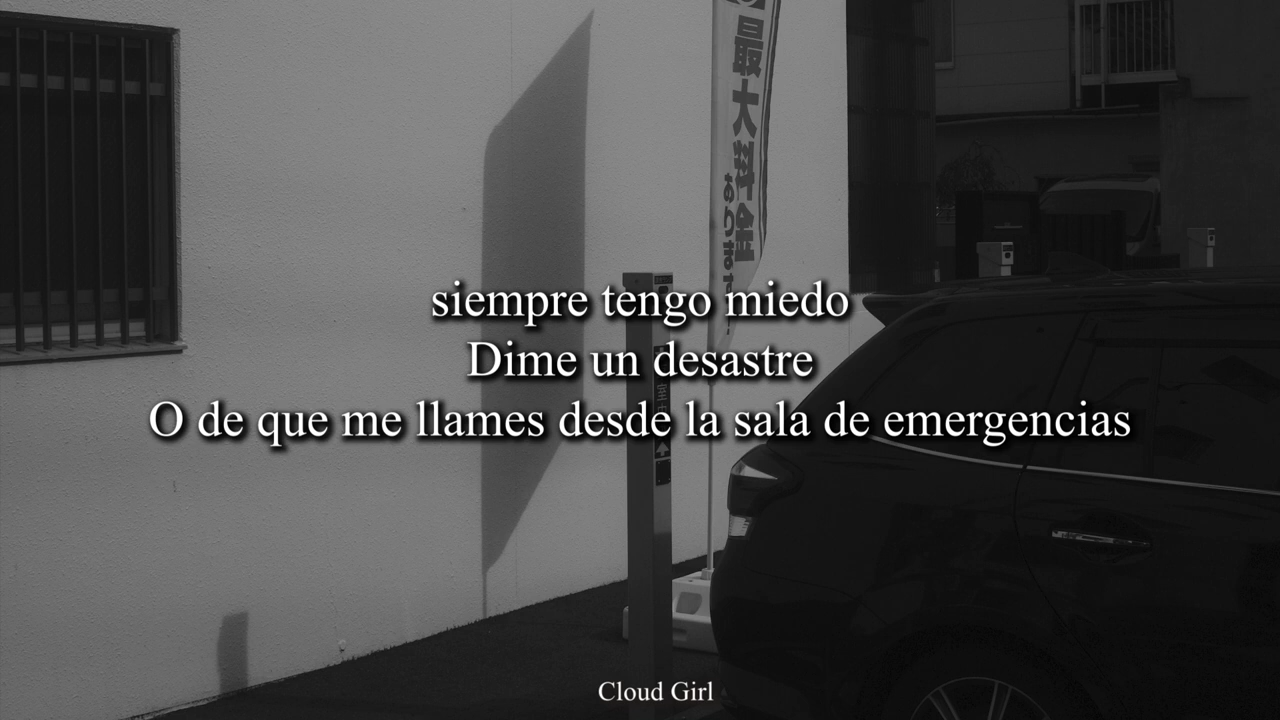 最大料金
siempre tengo miedo
Dime un desastre
O de que me llames desde la sala de emergencias
Cloud Girl